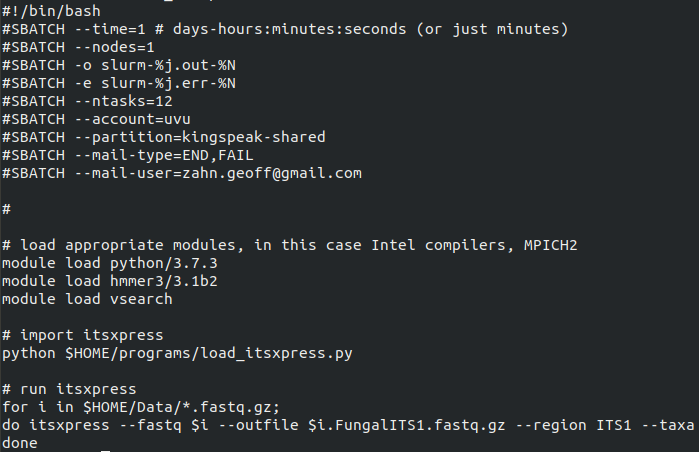 #!/bin/bash
#SBATCH --time=1 # days-hours:minutes:seconds (or just minutes)
#SBATCH --nodes=1
#SBATCH -o slurm-%j.out-%N
#SBATCH -e slurm-%j.err-%N
#SBATCH --ntasks=12
#SBATCH --account=uvu
#SBATCH --partition=kingspeak-shared
#SBATCH --mail-type=END,FAIL
#SBATCH --mail-user=zahn.geoff@gmail.com
#
# load appropriate modules, in this case Intel compilers, MPICH2
module load python/3.7.3
module load hmmer3/3.1b2
module load vsearch
# import itsxpress
python $HOME/programs/load_itsxpress.py
# run itsxpress
for i in $HOME/Data/*.fastq.gz;
do itsxpress --fastq $i --outfile $i.FungalITS1.fastq.gz --region ITS1 --taxa
done